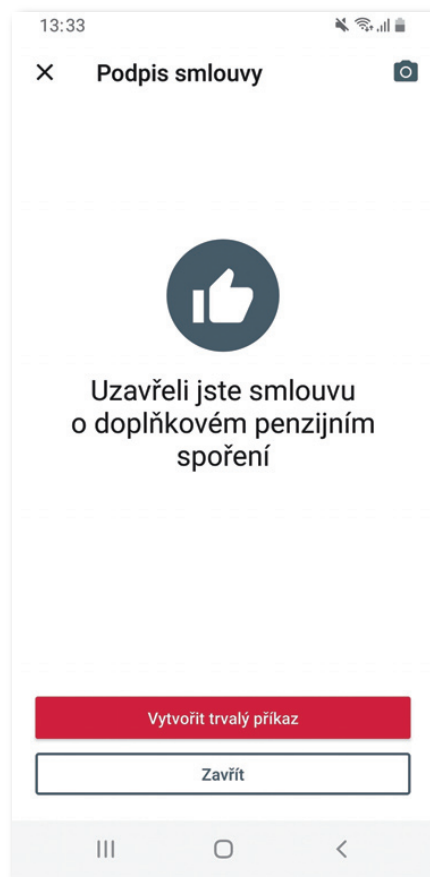 13:33
Podpis smlouvy
Uzavřeli jste smlouvu
o doplňkovém penzijním
spoření
Vytvořit trvalý příkaz
Zavřít